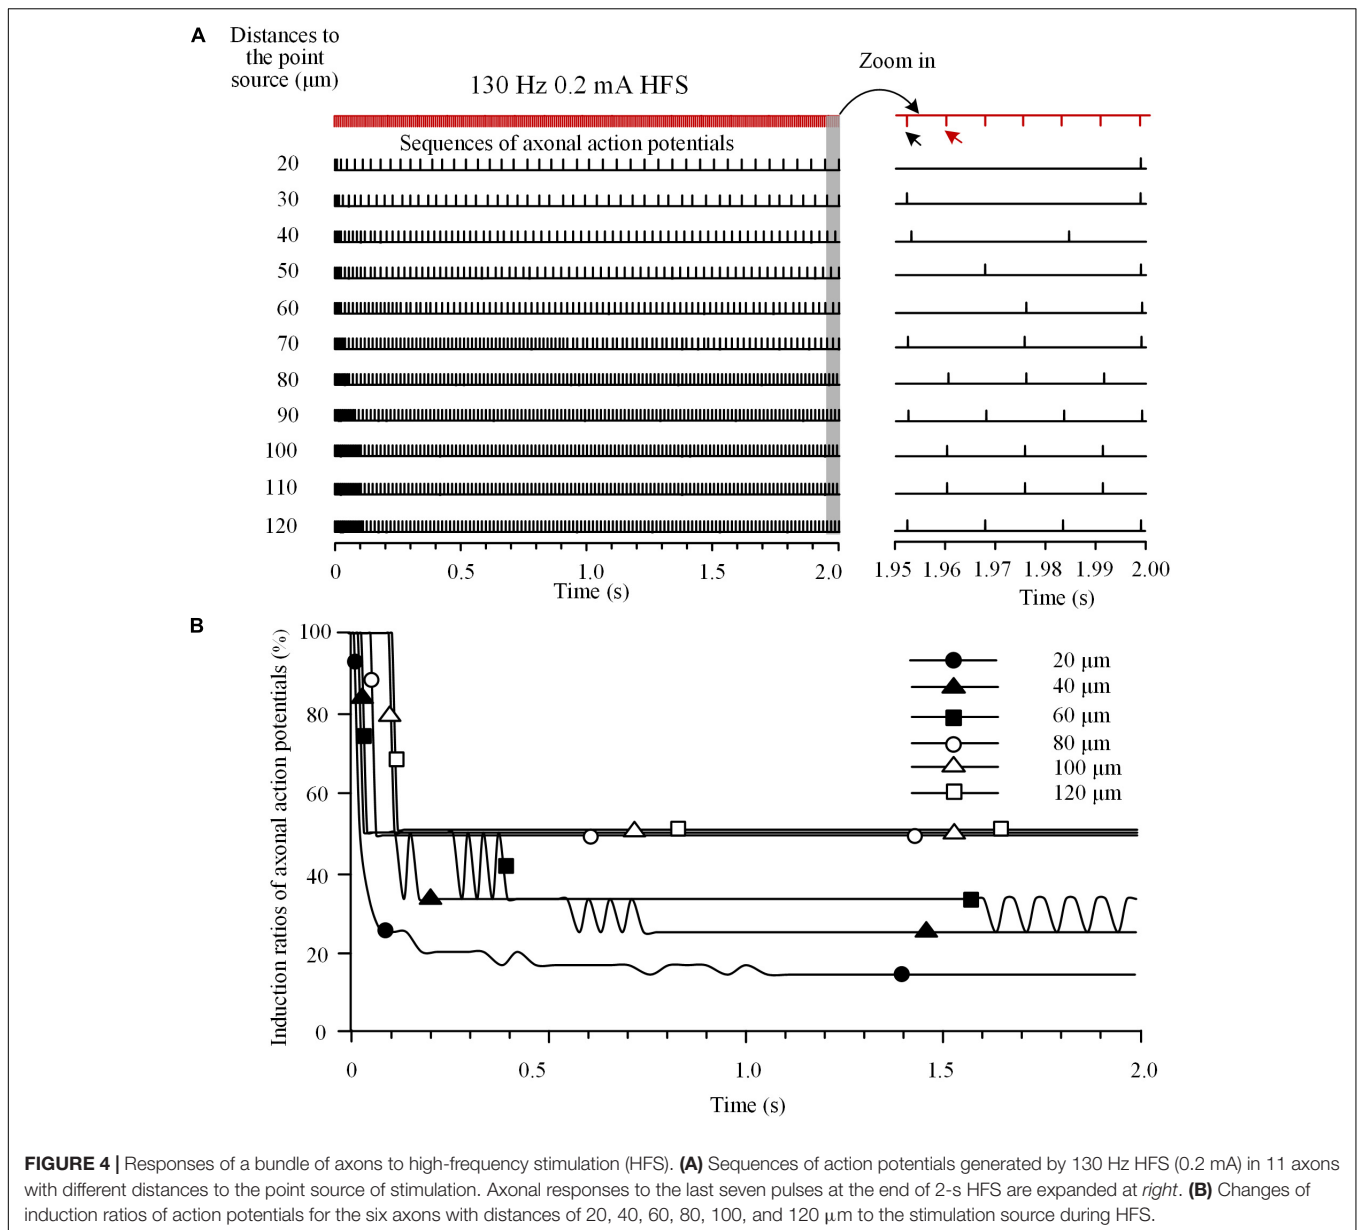 A
Distances to
the point
source (μm)
130 Hz 0.2 mA HFS
Zoom in
Sequences of axonal action potentials
20
30
40
50
60
70
80
90
100
110
120
0 0.5 1.0 1.5 2.0
Time (s)
1.95 1.96 1.97 1.98 1.99 2.00
Time (s)
B
Induction ratios of axonal action potentials (%)
100
80
60
40
20
0
20 μm
40 μm
60 μm
80 μm
100 μm
120 μm
0 0.5 1.0 1.5 2.0
Time (s)
FIGURE 4 | Responses of a bundle of axons to high-frequency stimulation (HFS). (A) Sequences of action potentials generated by 130 Hz HFS (0.2 mA) in 11 axons
with different distances to the point source of stimulation. Axonal responses to the last seven pulses at the end of 2-s HFS are expanded at right. (B) Changes of
induction ratios of action potentials for the six axons with distances of 20, 40, 60, 80, 100, and 120 μm to the stimulation source during HFS.